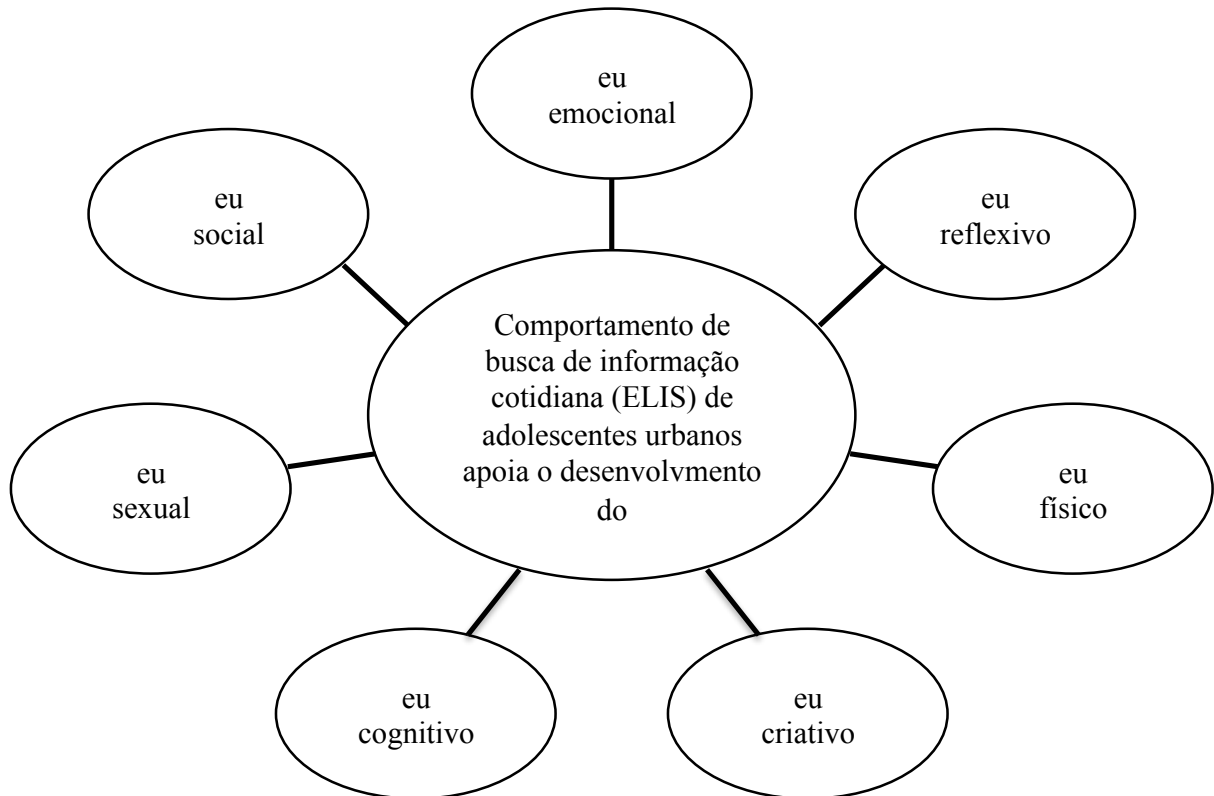 eu
emocional
eu
social
eu
reflexivo
Comportamento de
busca de informação
cotidiana (ELIS) de
adolescentes urbanos
apoia o desenvolvmento
do
eu
sexual
eu
físico
eu
cognitivo
eu
criativo